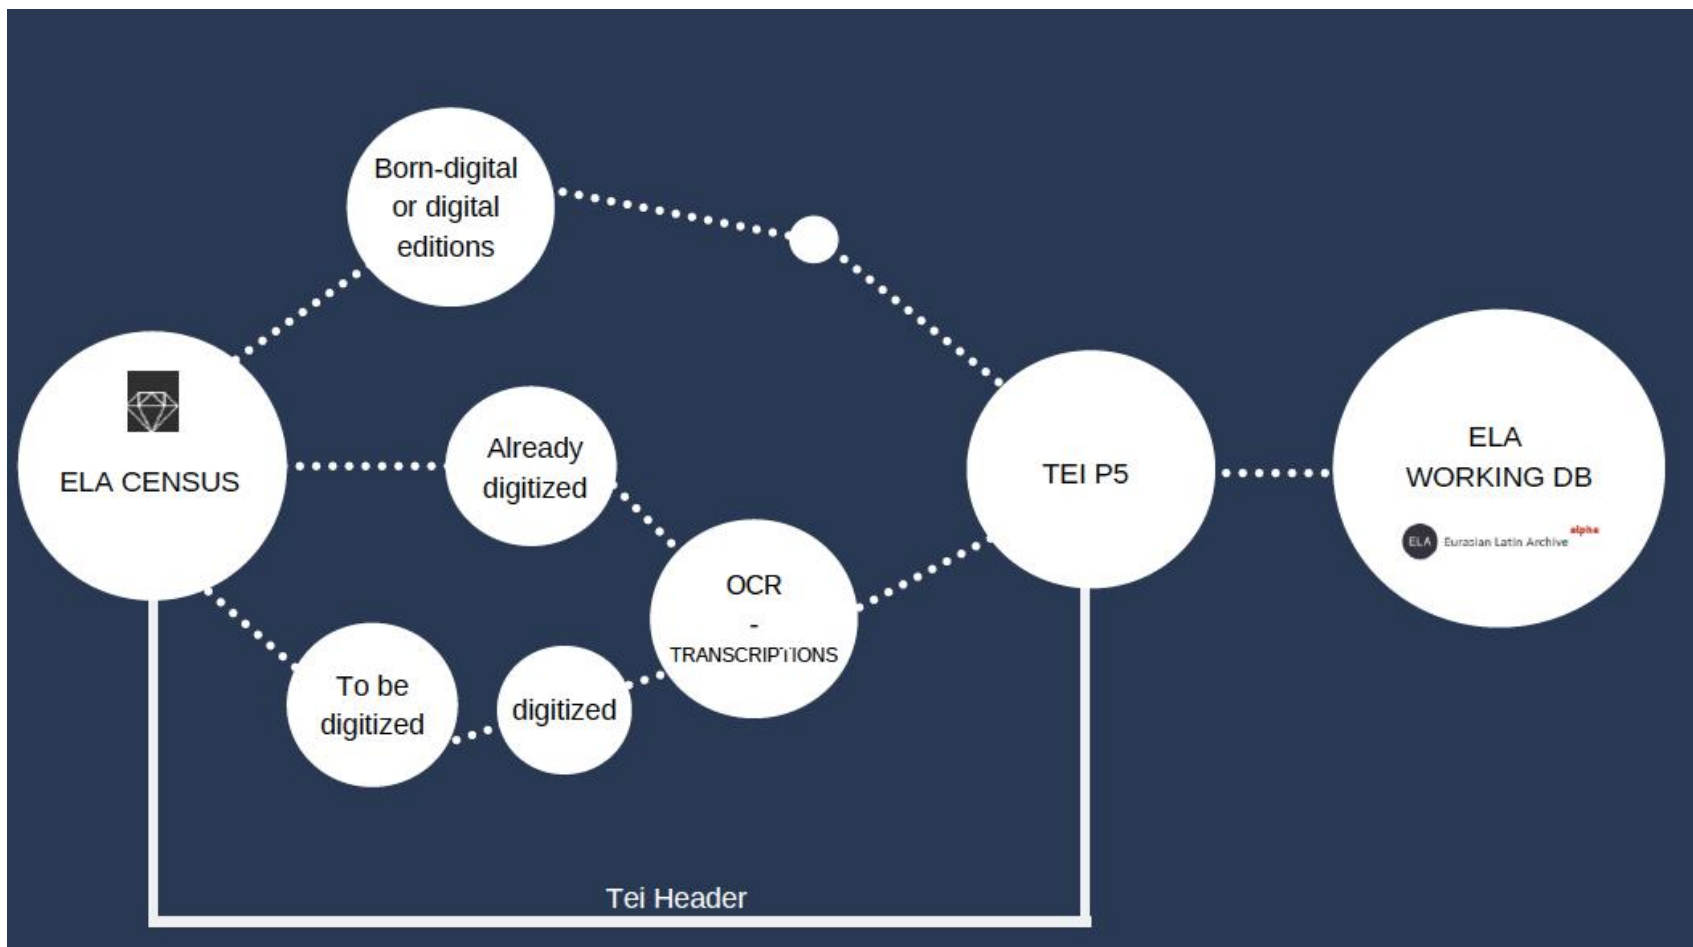 Born-digital
or digital
editions
ELA CENSUS
Already
digitized
To be
digitized
digitized
OCR
-
TRANSCRIPTIONS
TEI P5
ELA
WORKING DB
ELA Eurasian Latin Archive alpha
Tei Header